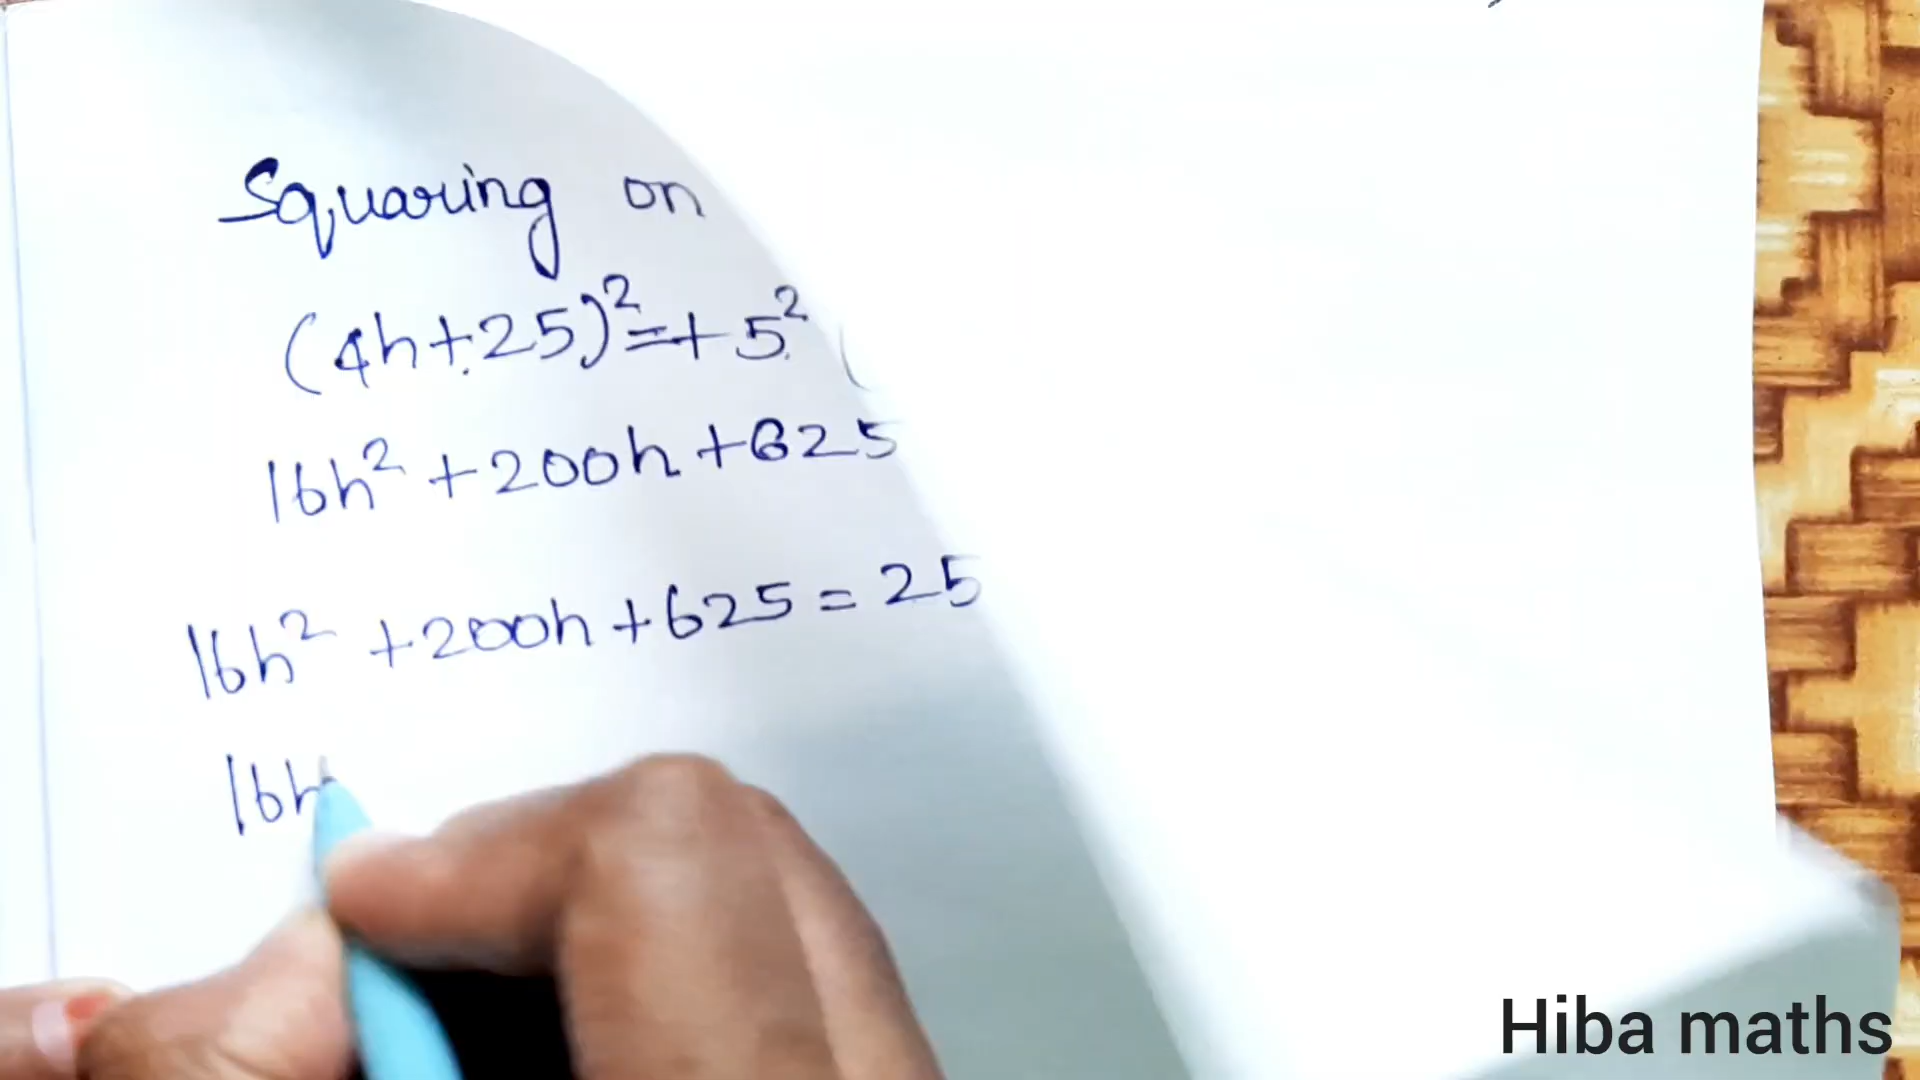 Squaring on
(4h+25)²=+5²(
16h²+200h+625
16h²+200h+625=25
16h
Hiba maths